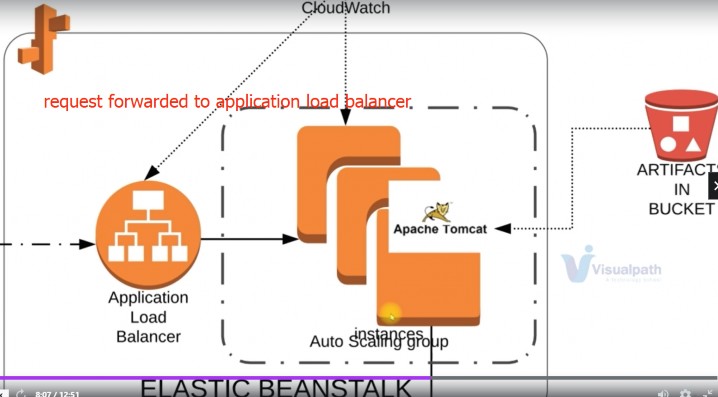 CloudWatch
request forwarded to application load balancer
ARTIFACTS
IN
BUCKET
Apache Tomcat
Visualpath
Application
Load
Balancer
instances
Auto Scaling group
ELASTIC BEANSTALK
8:07 / 12:51